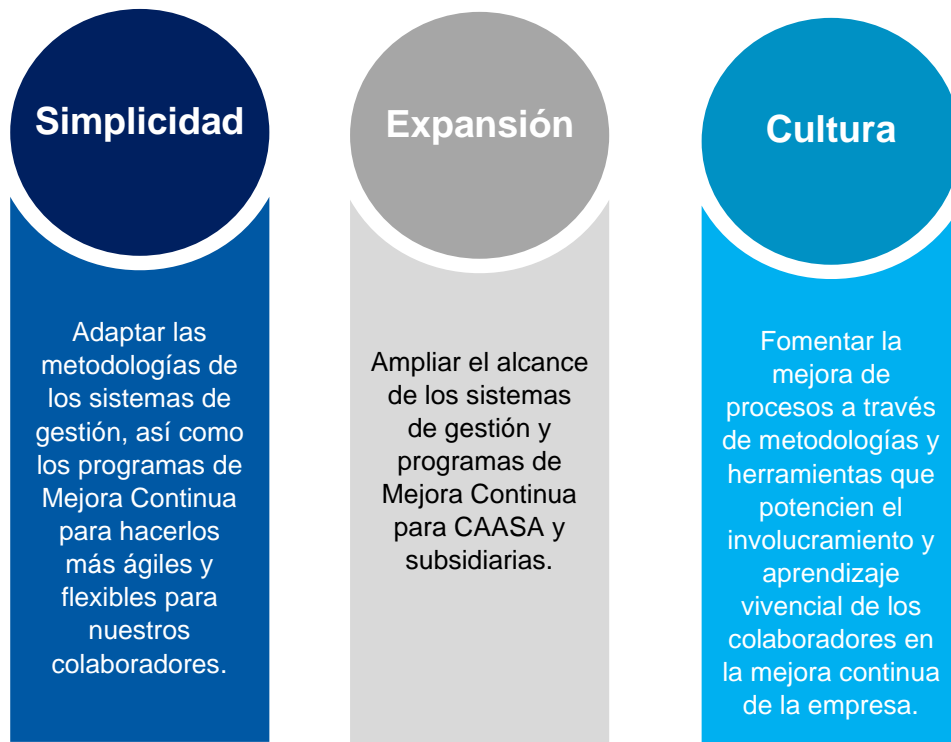 Simplicidad
Adaptar las
metodologías de
los sistemas de
gestión, así como
los programas de
Mejora Continua
para hacerlos
más ágiles y
flexibles para
nuestros
colaboradores.
Expansión
Ampliar el alcance
de los sistemas
de gestión y
programas de
Mejora Continua
para CAASA y
subsidiarias.
Cultura
Fomentar la
mejora de
procesos a través
de metodologías y
herramientas que
potencien el
involucramiento y
aprendizaje
vivencial de los
colaboradores en
la mejora continua
de la empresa.